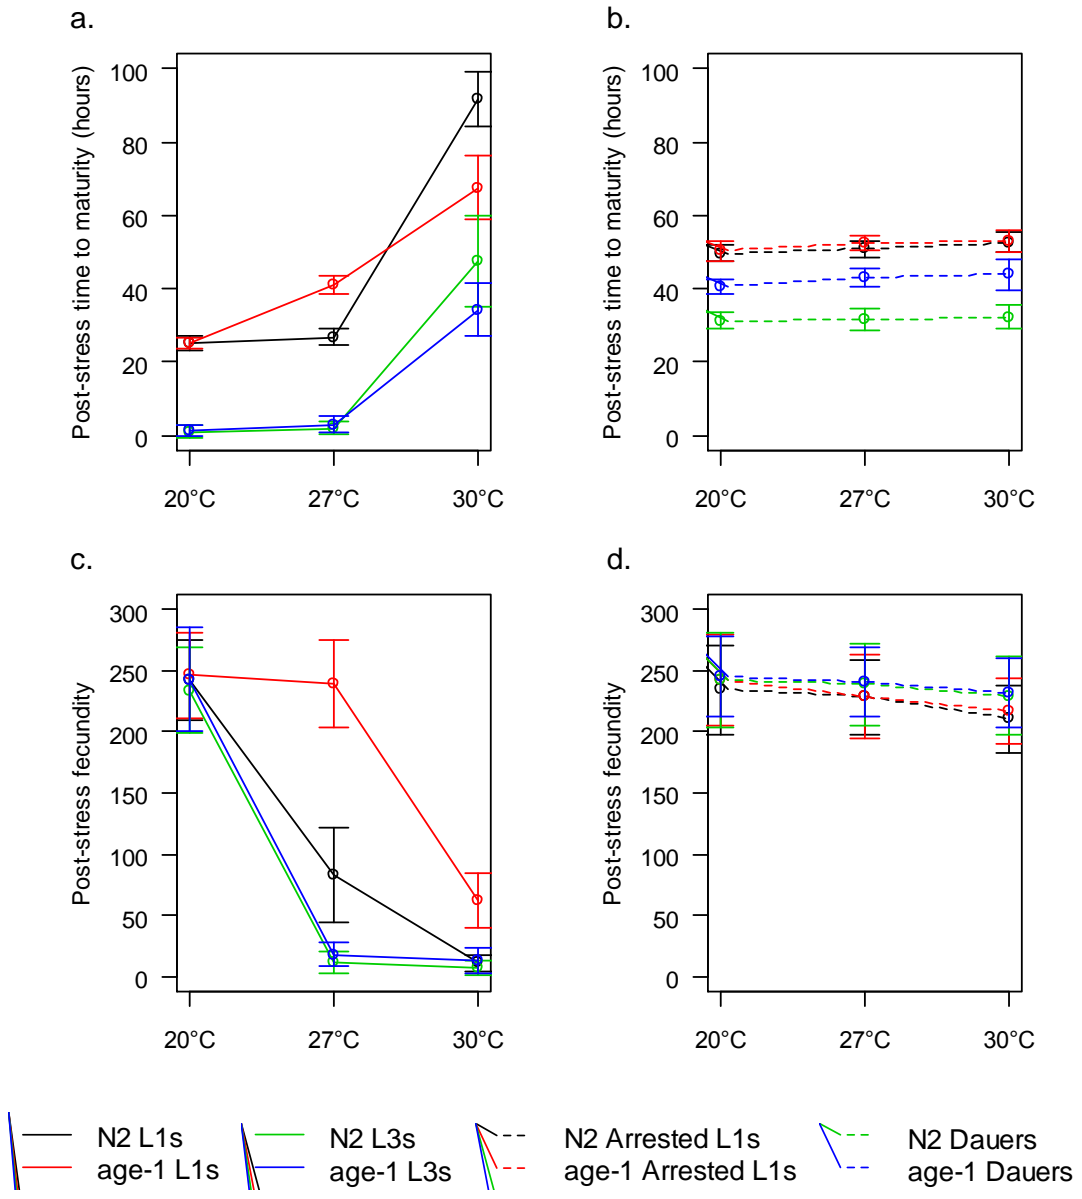 a.
Post-stress time to maturity (hours)
100
80
60
40
20
0
20°C 27°C 30°C
b.
Post-stress time to maturity (hours)
100
80
60
40
20
0
20°C 27°C 30°C
c.
Post-stress fecundity
300
250
200
150
100
50
0
20°C 27°C 30°C
d.
Post-stress fecundity
300
250
200
150
100
50
0
20°C 27°C 30°C
N2 L1s
age-1 L1s
N2 L3s
age-1 L3s
N2 Arrested L1s
age-1 Arrested L1s
N2 Dauers
age-1 Dauers